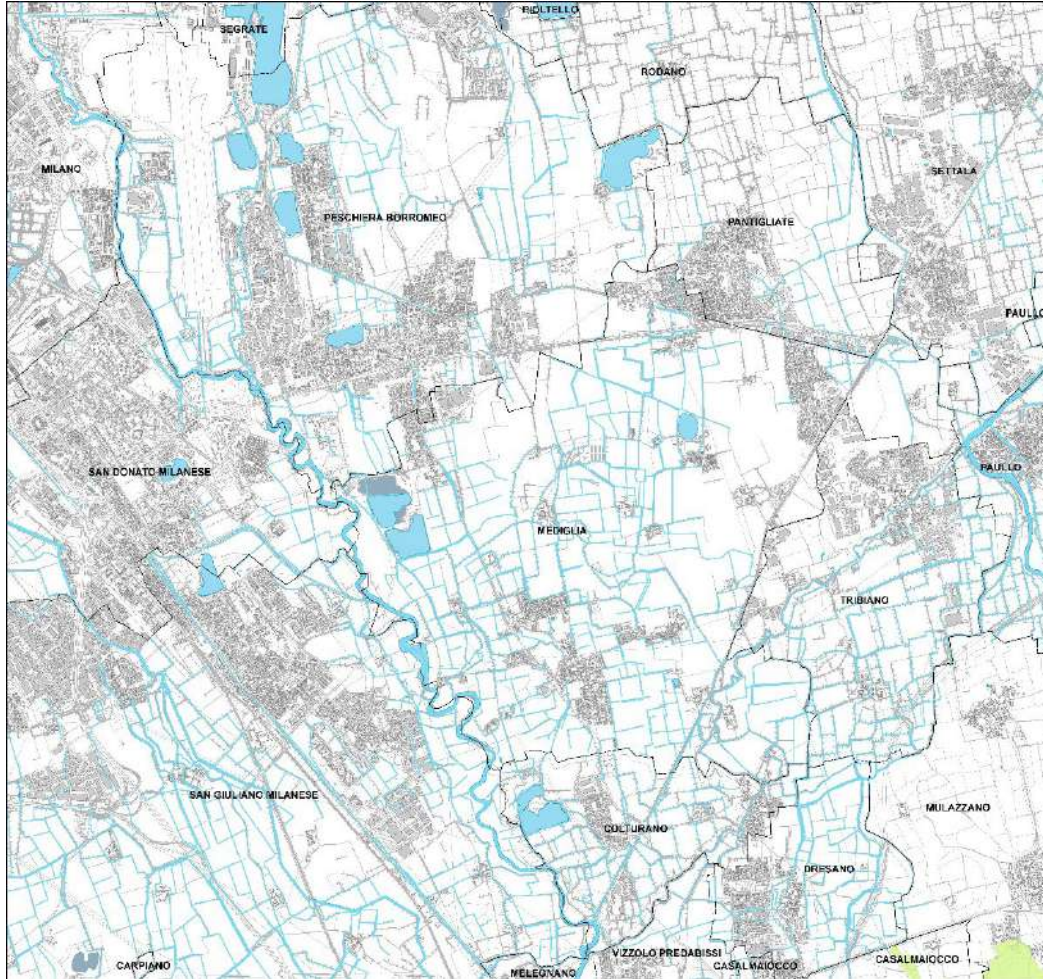 PIOLTELLO
SEGRATE
RODANO
MILANO
SETTALA
PESCHIERA BORROMEO
PANTIGLIATE
PAULLO
SAN DONATO MILANESE
PAULLO
MEDIGLIA
TRIBIANO
SAN GIULIANO MILANESE
MULAZZANO
COLTURANO
DRESANO
VIZZOLO PREDABISSI
CARPIANO
CASALMAIOCCO
CASALMAIOCCO
MELEGNANO